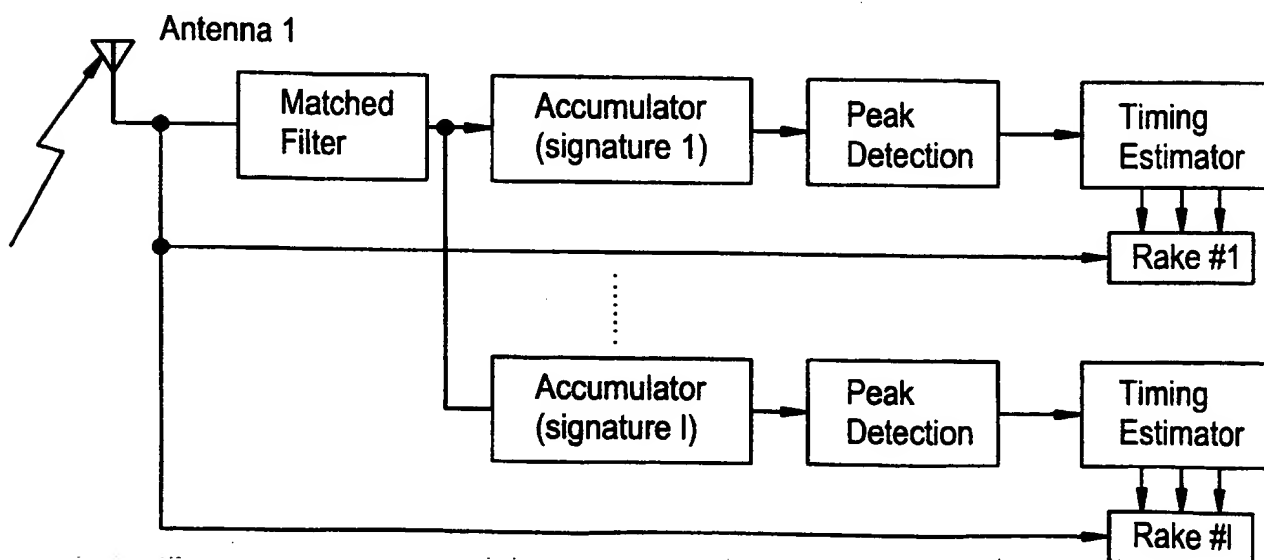 Antenna 1
Matched
Filter
Accumulator
(signature 1)
Peak
Detection
Timing
Estimator
Rake #1
Accumulator
(signature l)
Peak
Detection
Timing
Estimator
Rake #l